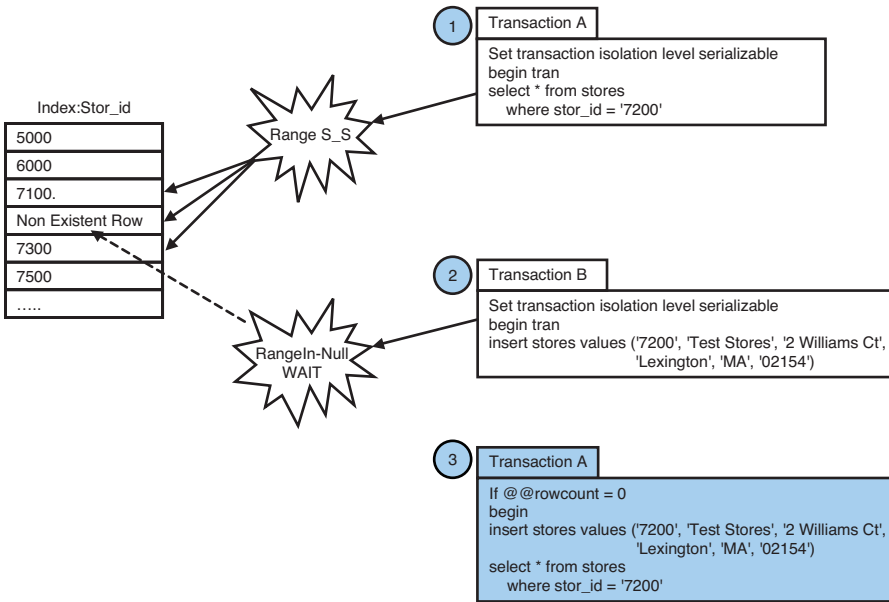 1
Transaction A
Set transaction isolation level serializable
begin tran
select * from stores
where stor_id = '7200'
Index:Stor_id
5000
6000
7100.
Non Existent Row
7300
7500
.....
Range S_S
2
Transaction B
Set transaction isolation level serializable
begin tran
insert stores values ('7200', 'Test Stores', '2 Williams Ct',
'Lexington', 'MA', '02154')
RangeIn-Null
WAIT
3
Transaction A
If @@rowcount = 0
begin
insert stores values ('7200', 'Test Stores', '2 Williams Ct',
'Lexington', 'MA', '02154')
select * from stores
where stor_id = '7200'